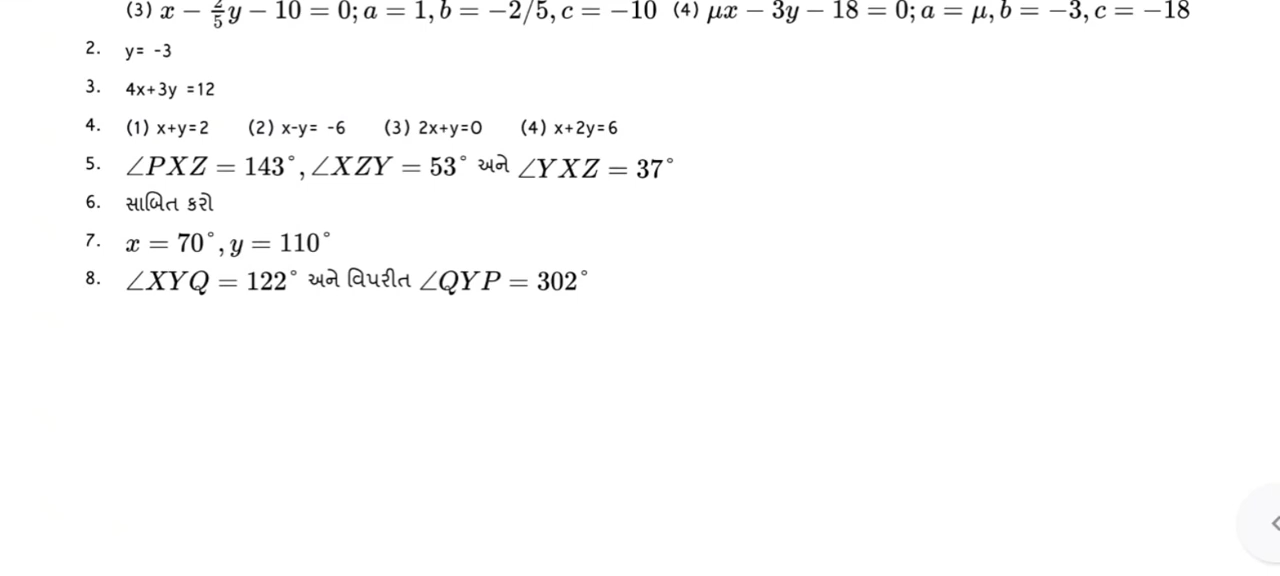 (3) x − 2/5y − 10 = 0; a = 1, b = −2/5, c = −10 (4) μx − 3y − 18 = 0; a = μ, b = −3, c = −18
2. y= -3
3. 4x+3y =12
4. (1) x+y=2 (2) x-y= -6 (3) 2x+y=0 (4) x+2y=6
5. ∠PXZ = 143°, ∠XZY = 53° અને ∠YXZ = 37°
6. સાબિત કરો
7. x = 70°, y = 110°
8. ∠XYQ = 122° અને વિપરીત ∠QYP = 302°